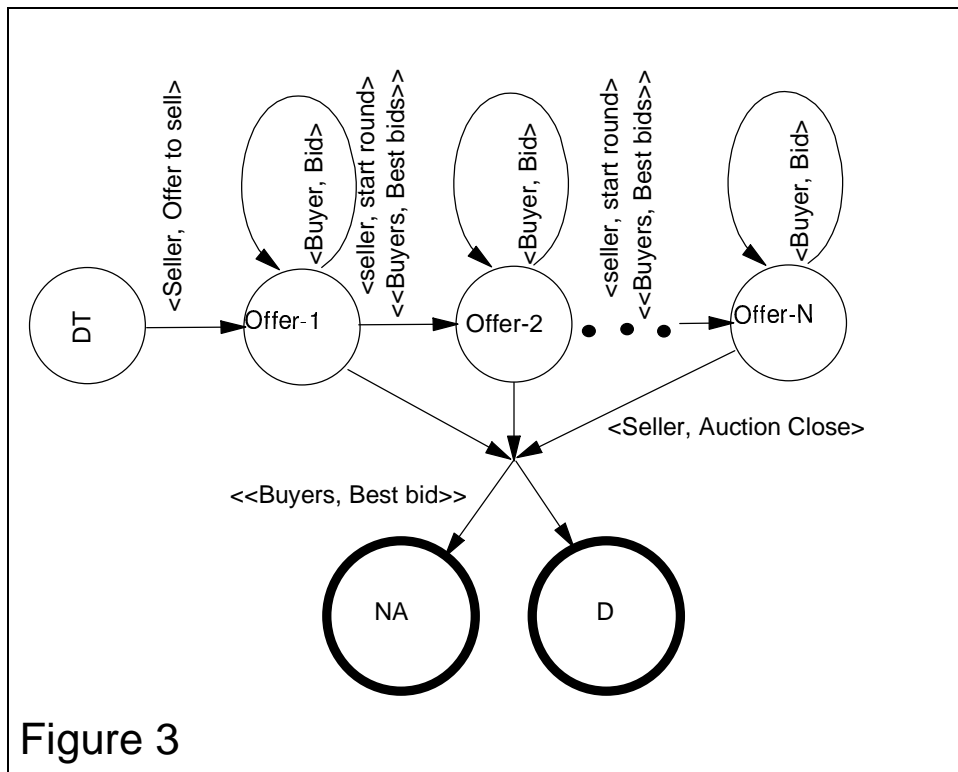 <Seller, Offer to sell>
<Buyer, Bid>
<seller, start round>
<<Buyers, Best bids>>
<Buyer, Bid>
<seller, start round>
<<Buyers, Best bids>>
<Buyer, Bid>
DT
Offer-1
Offer-2
Offer-N
<Seller, Auction Close>
<<Buyers, Best bid>>
NA
D
Figure 3